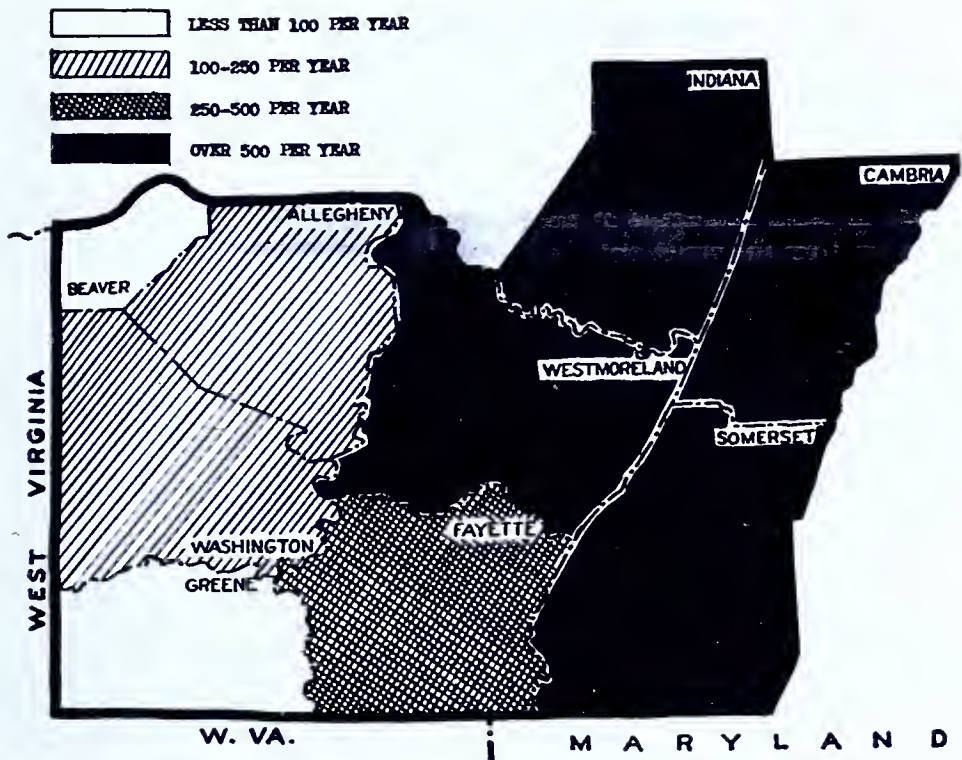 LESS THAN 100 PER YEAR
100-250 PER YEAR
250-500 PER YEAR
OVER 500 PER YEAR
INDIANA
CAMBRIA
ALLEGHENY
BEAVER
WESTMORELAND
SOMERSET
FAYETTE
WASHINGTON
GREENE
WEST VIRGINIA
W. VA.
MARYLAND